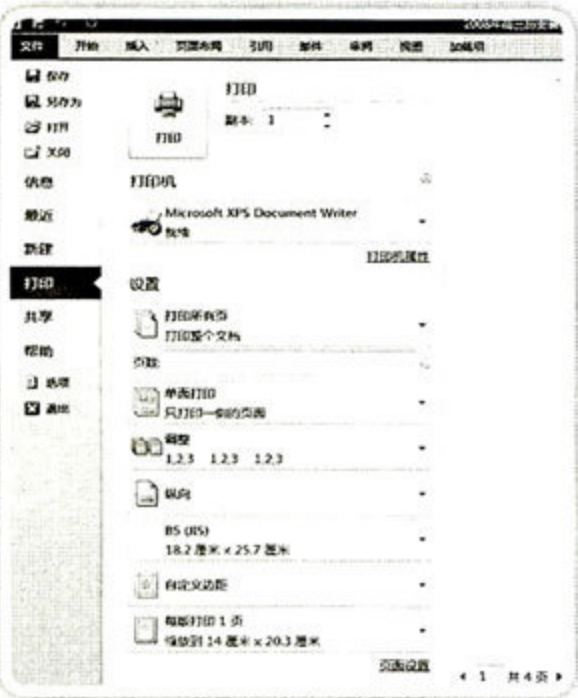 文件 开始 插入 页面布局 引用 邮件 审阅 视图 加载项
保存
另存为
打开
关闭
信息
最近
新建
打印
共享
帮助
选项
退出
打印
打印
副本: 1
打印机
Microsoft XPS Document Writer
就绪
打印机属性
设置
打印所有页
打印整个文档
页数:
单面打印
只打印一侧的页面
调整
1,2,3 1,2,3 1,2,3
纵向
B5 (JIS)
18.2 厘米 x 25.7 厘米
自定义边距
每版打印 1 页
缩放到 14 厘米 x 20.3 厘米
页面设置
1 共 4 页